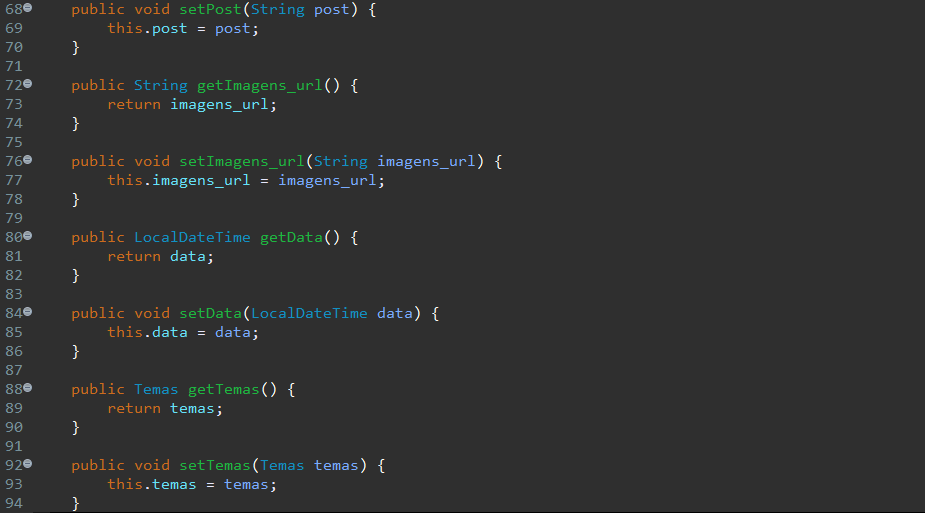 68 public void setPost(String post) {
69 this.post = post;
70 }
71
72 public String getImagens_url() {
73 return imagens_url;
74 }
75
76 public void setImagens_url(String imagens_url) {
77 this.imagens_url = imagens_url;
78 }
79
80 public LocalDateTime getData() {
81 return data;
82 }
83
84 public void setData(LocalDateTime data) {
85 this.data = data;
86 }
87
88 public Temas getTemas() {
89 return temas;
90 }
91
92 public void setTemas(Temas temas) {
93 this.temas = temas;
94 }